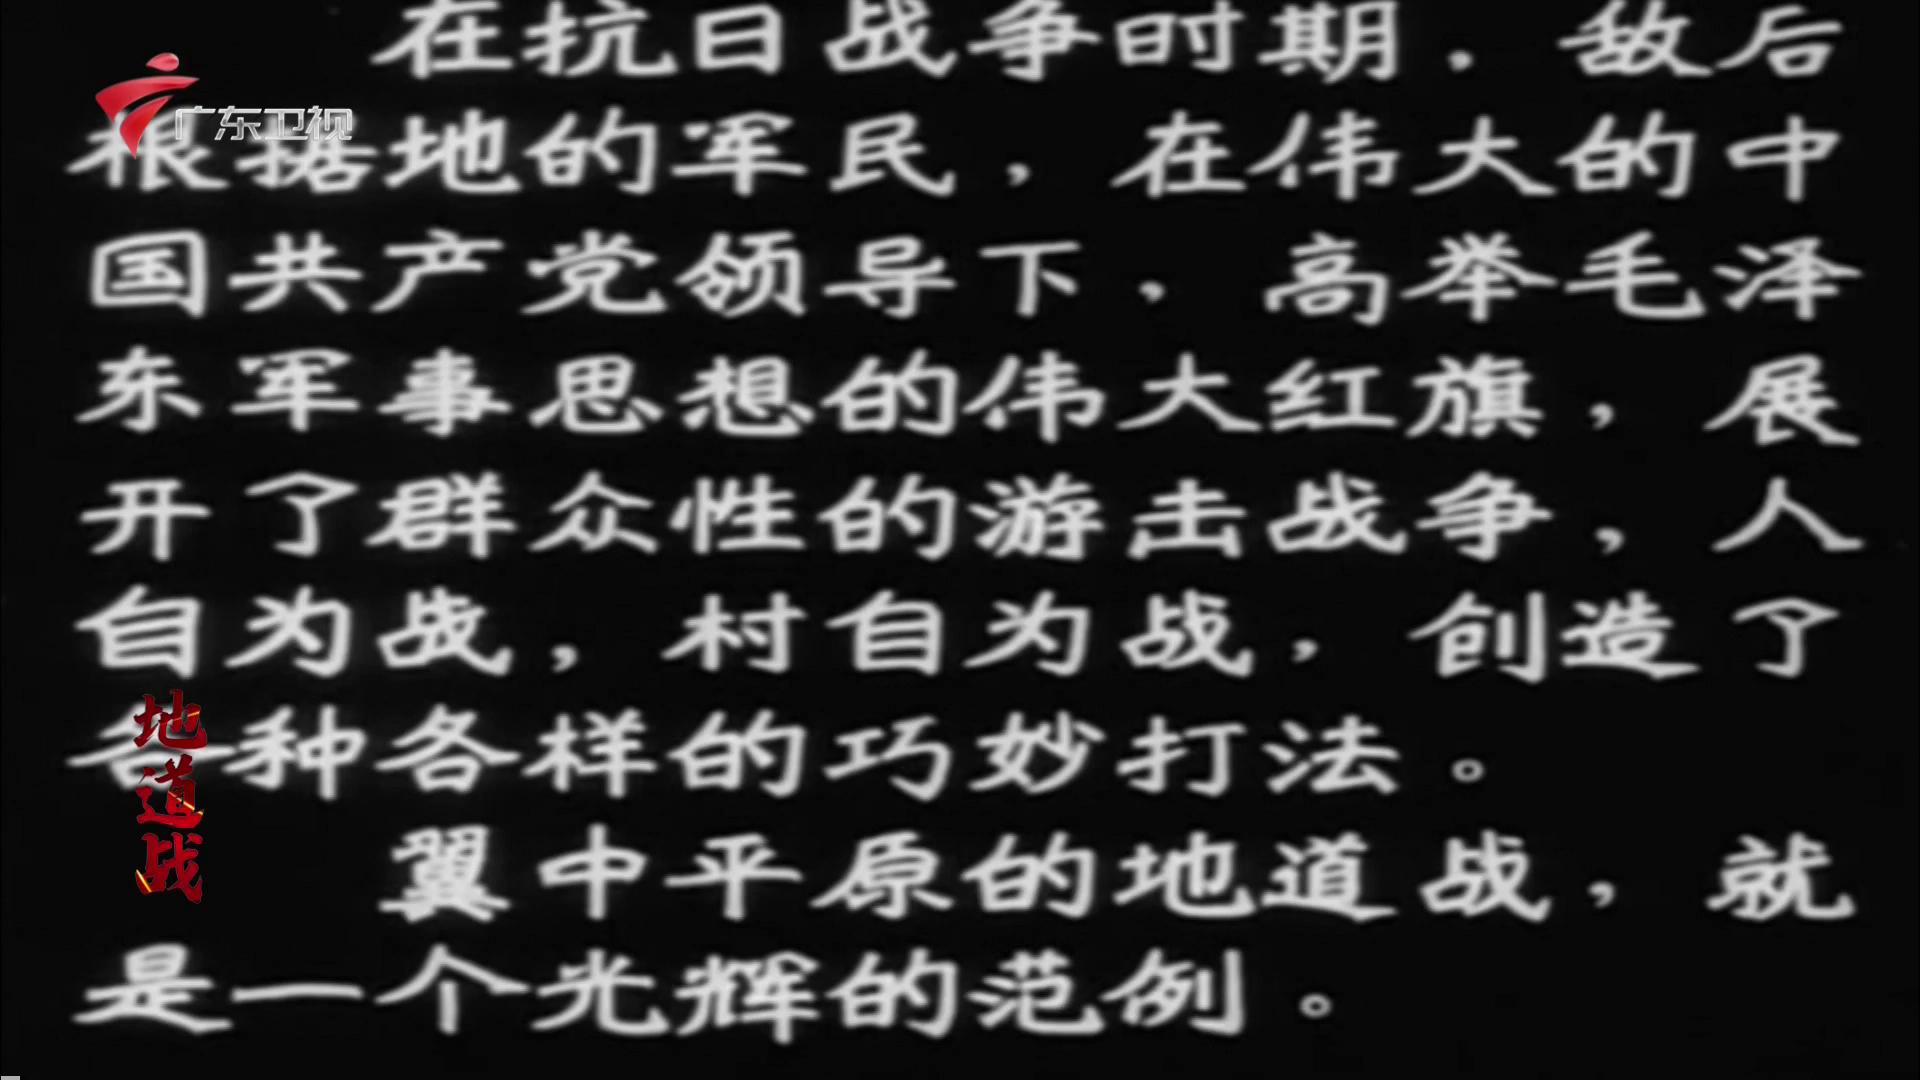 在抗日战争时期，敌后
根据地的军民，在伟大的中
国共产党领导下，高举毛泽
东军事思想的伟大红旗，展
开了群众性的游击战争，人
自为战，村自为战，创造了
各种各样的巧妙打法。
翼中平原的地道战，就
是一个光辉的范例。
广东卫视
地道战